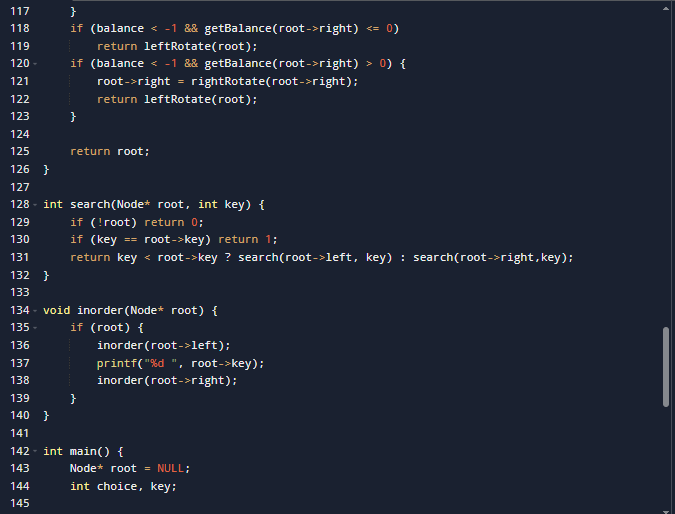 117     }
118     if (balance < -1 && getBalance(root->right) <= 0)
119         return leftRotate(root);
120     if (balance < -1 && getBalance(root->right) > 0) {
121         root->right = rightRotate(root->right);
122         return leftRotate(root);
123     }
124
125     return root;
126 }
127
128 int search(Node* root, int key) {
129     if (!root) return 0;
130     if (key == root->key) return 1;
131     return key < root->key ? search(root->left, key) : search(root->right,key);
132 }
133
134 void inorder(Node* root) {
135     if (root) {
136         inorder(root->left);
137         printf("%d ", root->key);
138         inorder(root->right);
139     }
140 }
141
142 int main() {
143     Node* root = NULL;
144     int choice, key;
145